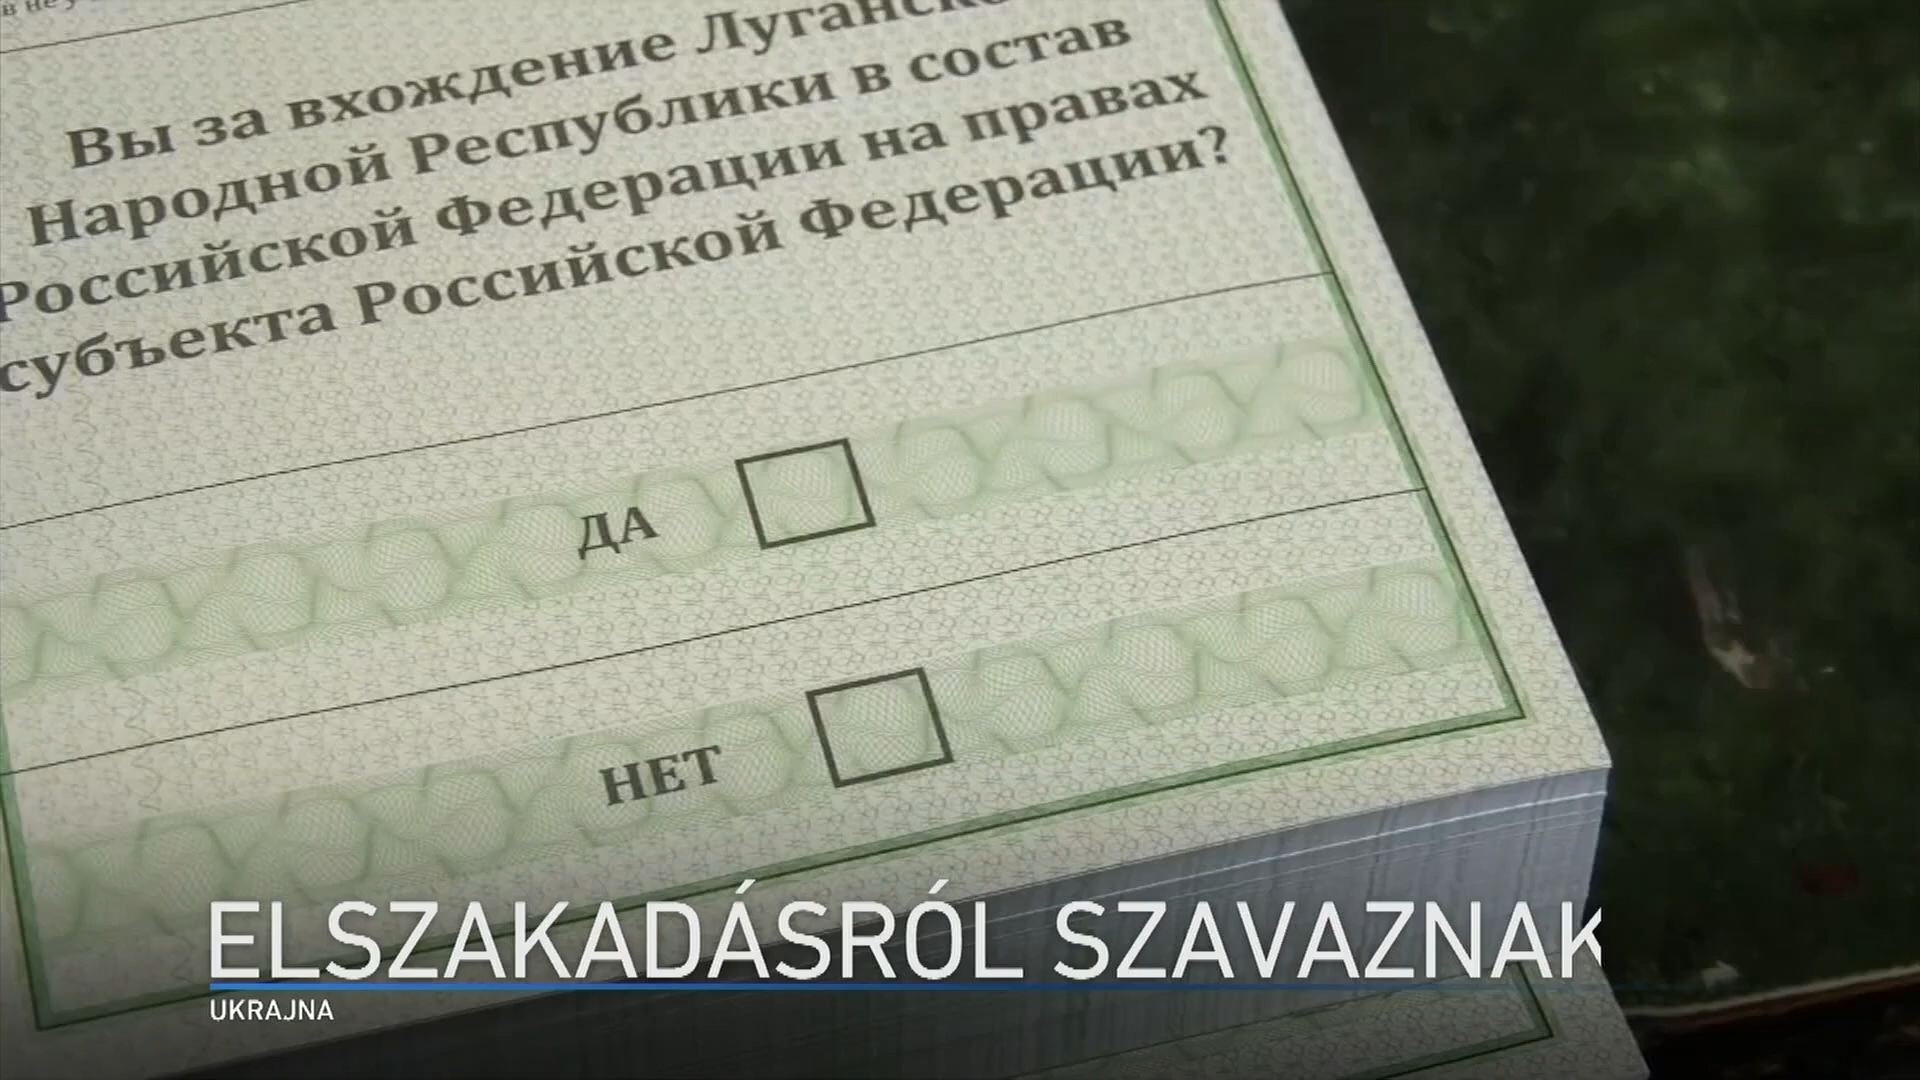 Вы за вхождение Луганской
Народной Республики в состав
Российской Федерации на правах
субъекта Российской Федерации?
ДА
НЕТ
ELSZAKADÁSRÓL SZAVAZNAK
UKRAJNA